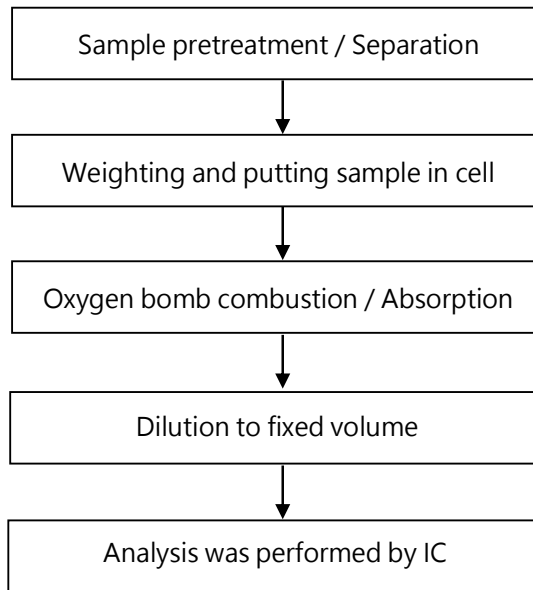 Sample pretreatment / Separation
Weighting and putting sample in cell
Oxygen bomb combustion / Absorption
Dilution to fixed volume
Analysis was performed by IC